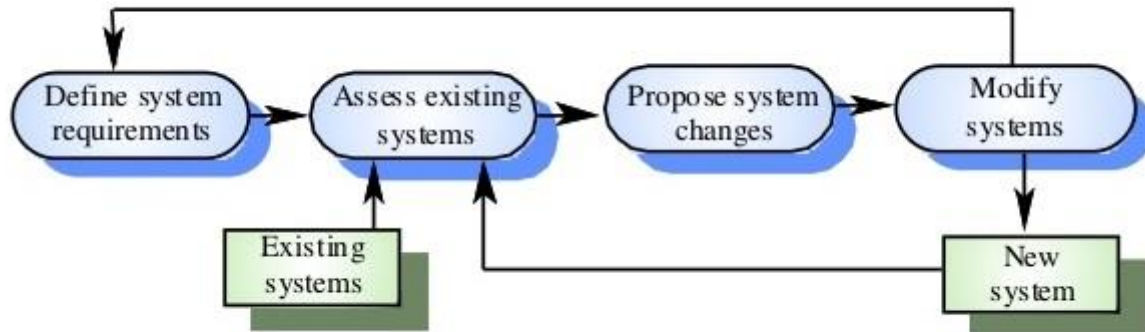 Define system
requirements
Assess existing
systems
Propose system
changes
Modify
systems
Existing
systems
New
system